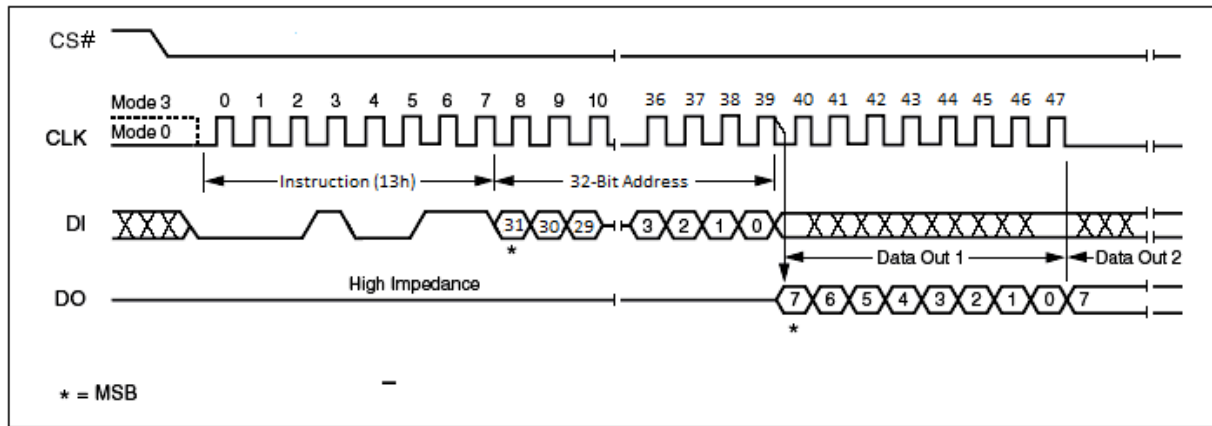 CS#
Mode 3 0 1 2 3 4 5 6 7 8 9 10 36 37 38 39 40 41 42 43 44 45 46 47
CLK Mode 0
Instruction (13h) 32-Bit Address
DI 31 30 29 3 2 1 0
* Data Out 1 Data Out 2
High Impedance
DO 7 6 5 4 3 2 1 0 7
*
* = MSB